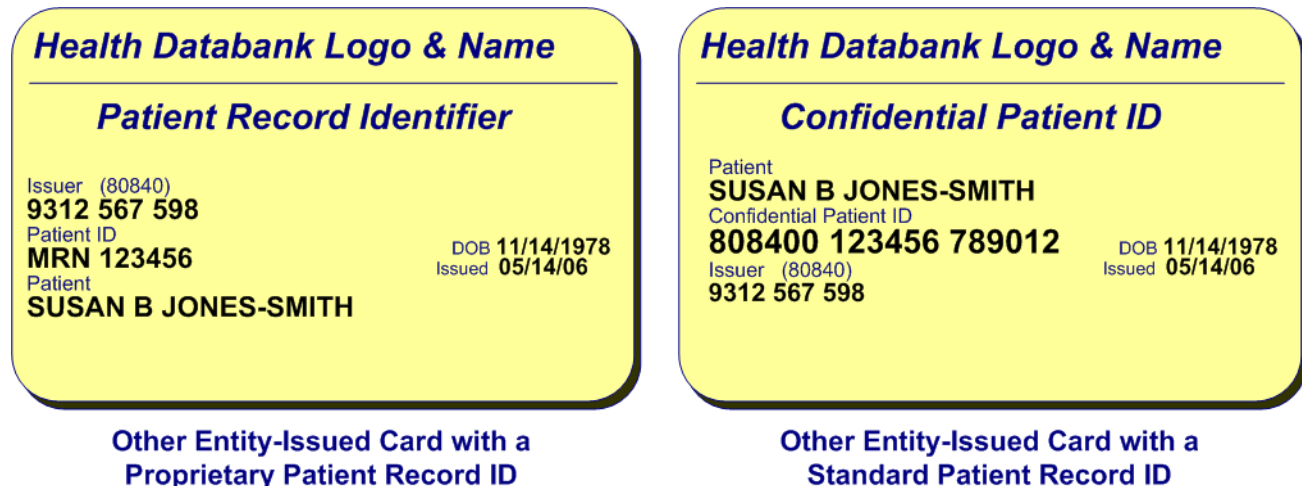 Health Databank Logo & Name
Patient Record Identifier
Issuer (80840)
9312 567 598
Patient ID
MRN 123456
DOB 11/14/1978
Issued 05/14/06
Patient
SUSAN B JONES-SMITH
Other Entity-Issued Card with a
Proprietary Patient Record ID
Health Databank Logo & Name
Confidential Patient ID
Patient
SUSAN B JONES-SMITH
Confidential Patient ID
808400 123456 789012
DOB 11/14/1978
Issuer (80840)
Issued 05/14/06
9312 567 598
Other Entity-Issued Card with a
Standard Patient Record ID